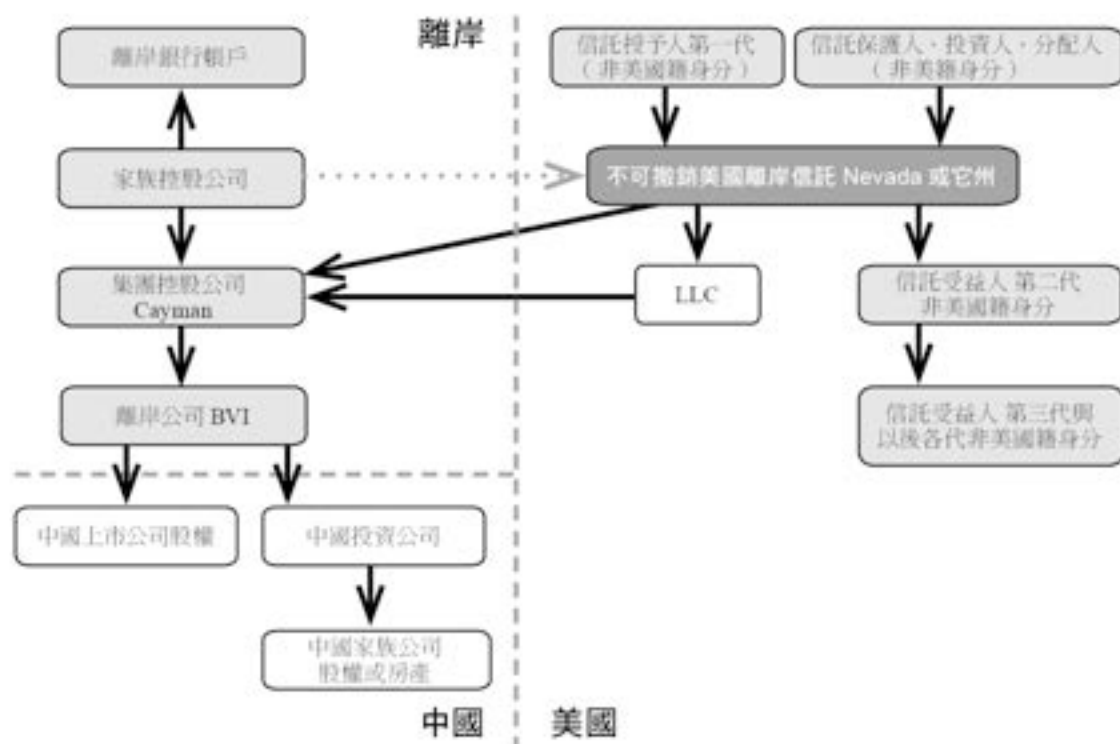 離岸
離岸銀行帳戶
家族控股公司
集團控股公司
Cayman
離岸公司 BVI
中國上市公司股權
中國投資公司
中國家族公司
股權或房產
中國
信託授予人第一代
(非美國籍身分)
信託保護人、投資人、分配人
(非美籍身分)
不可撤銷美國離岸信託 Nevada 或它州
LLC
信託受益人 第二代
非美國籍身分
信託受益人 第三代與
以後各代非美國籍身分
美國